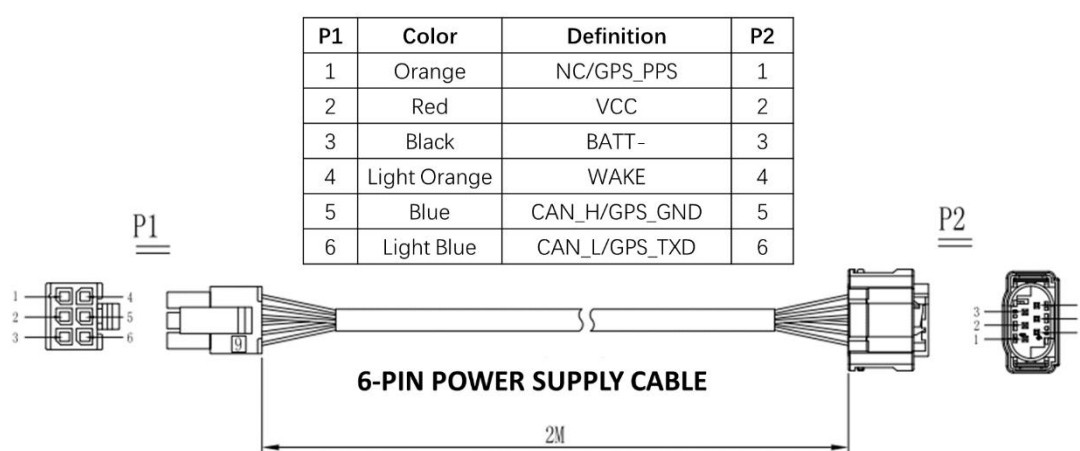 P1 Color Definition P2
1 Orange NC/GPS_PPS 1
2 Red VCC 2
3 Black BATT- 3
4 Light Orange WAKE 4
5 Blue CAN_H/GPS_GND 5
6 Light Blue CAN_L/GPS_TXD 6
P1
P2
1 4
2 5
3 6
9
3
2
1
6-PIN POWER SUPPLY CABLE
2M